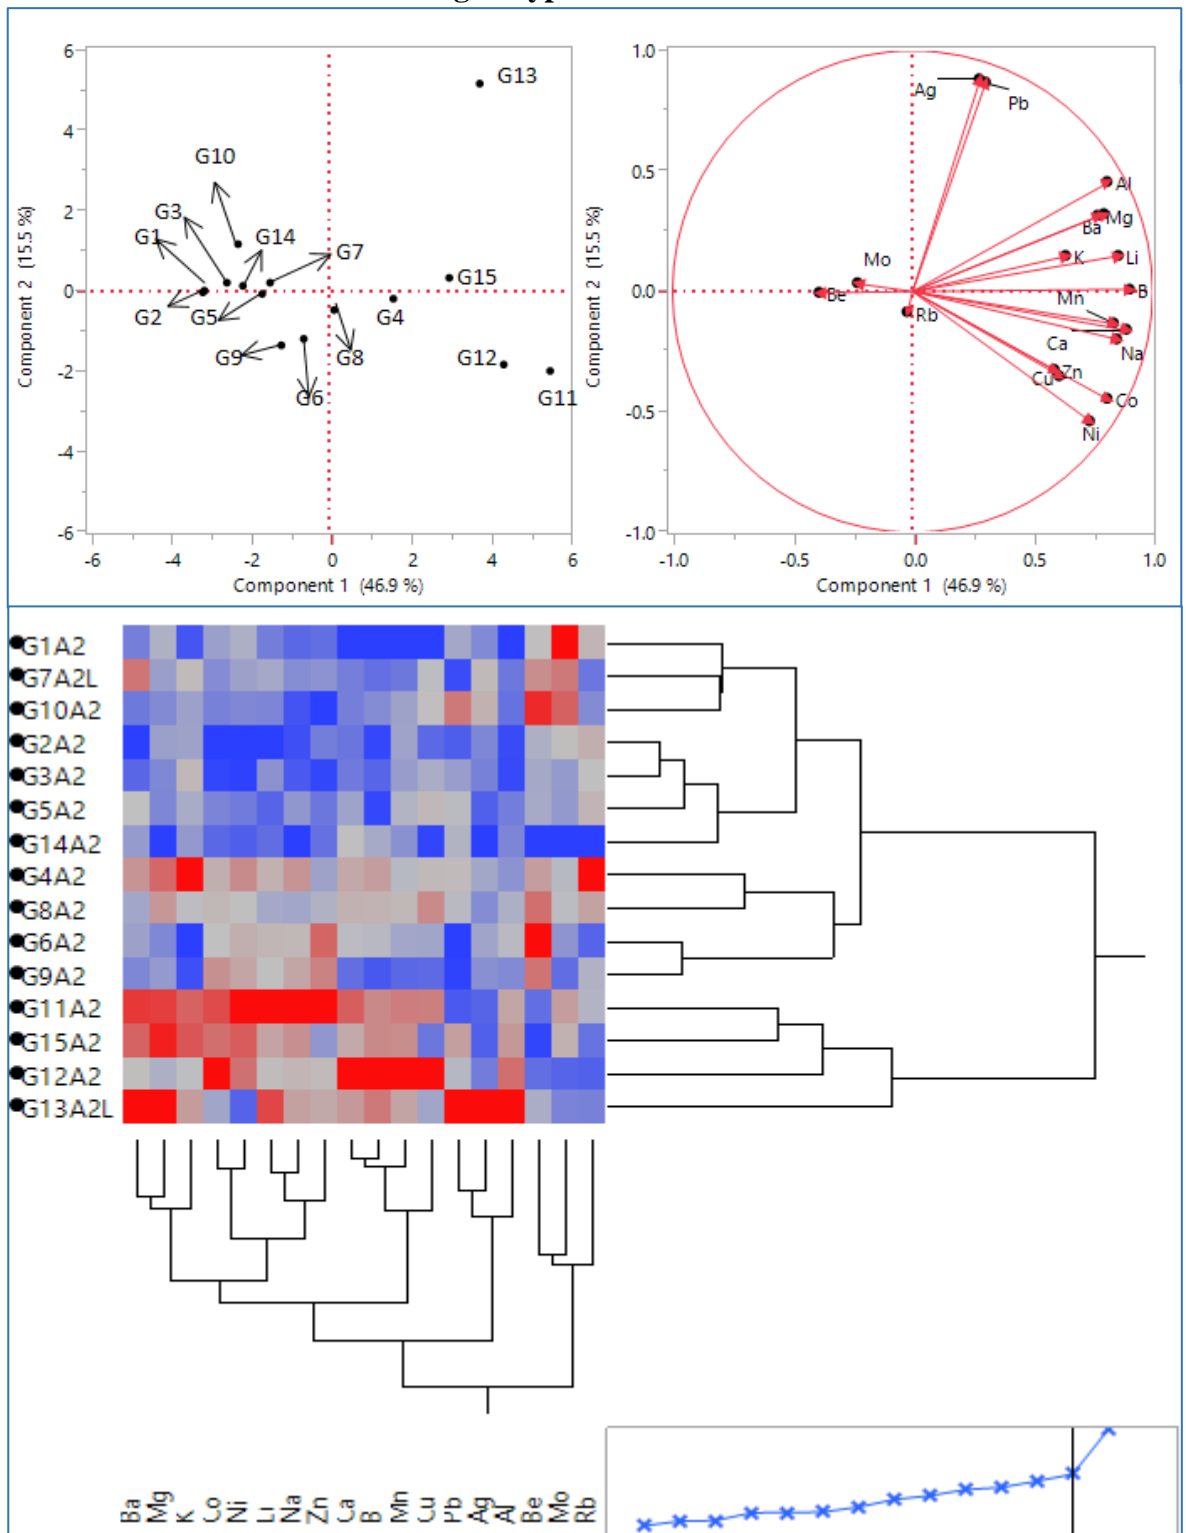 6
4
2
0
-2
-4
-6
-6
-4
-2
0
2
4
6
Component 2 (15.5 %)
Component 1 (46.9 %)
G13
G10
G3
G1
G14
G7
G15
G2
G5
G4
G9
G8
G12
G6
G11
1.0
0.5
0.0
-0.5
-1.0
-1.0
-0.5
0.0
0.5
1.0
Component 2 (15.5 %)
Component 1 (46.9 %)
Ag
Pb
Al
Mg
Ba
K
Li
Mo
Be
B
Mn
Rb
Ca
Na
Zn
Cu
Co
Ni
G1A2
G7A2L
G10A2
G2A2
G3A2
G5A2
G14A2
G4A2
G8A2
G6A2
G9A2
G11A2
G15A2
G12A2
G13A2L
Ba
Mg
K
Co
Ni
Li
Na
Zn
Ca
B
Mn
Cu
Pb
Ag
Al
Be
Mo
Rb